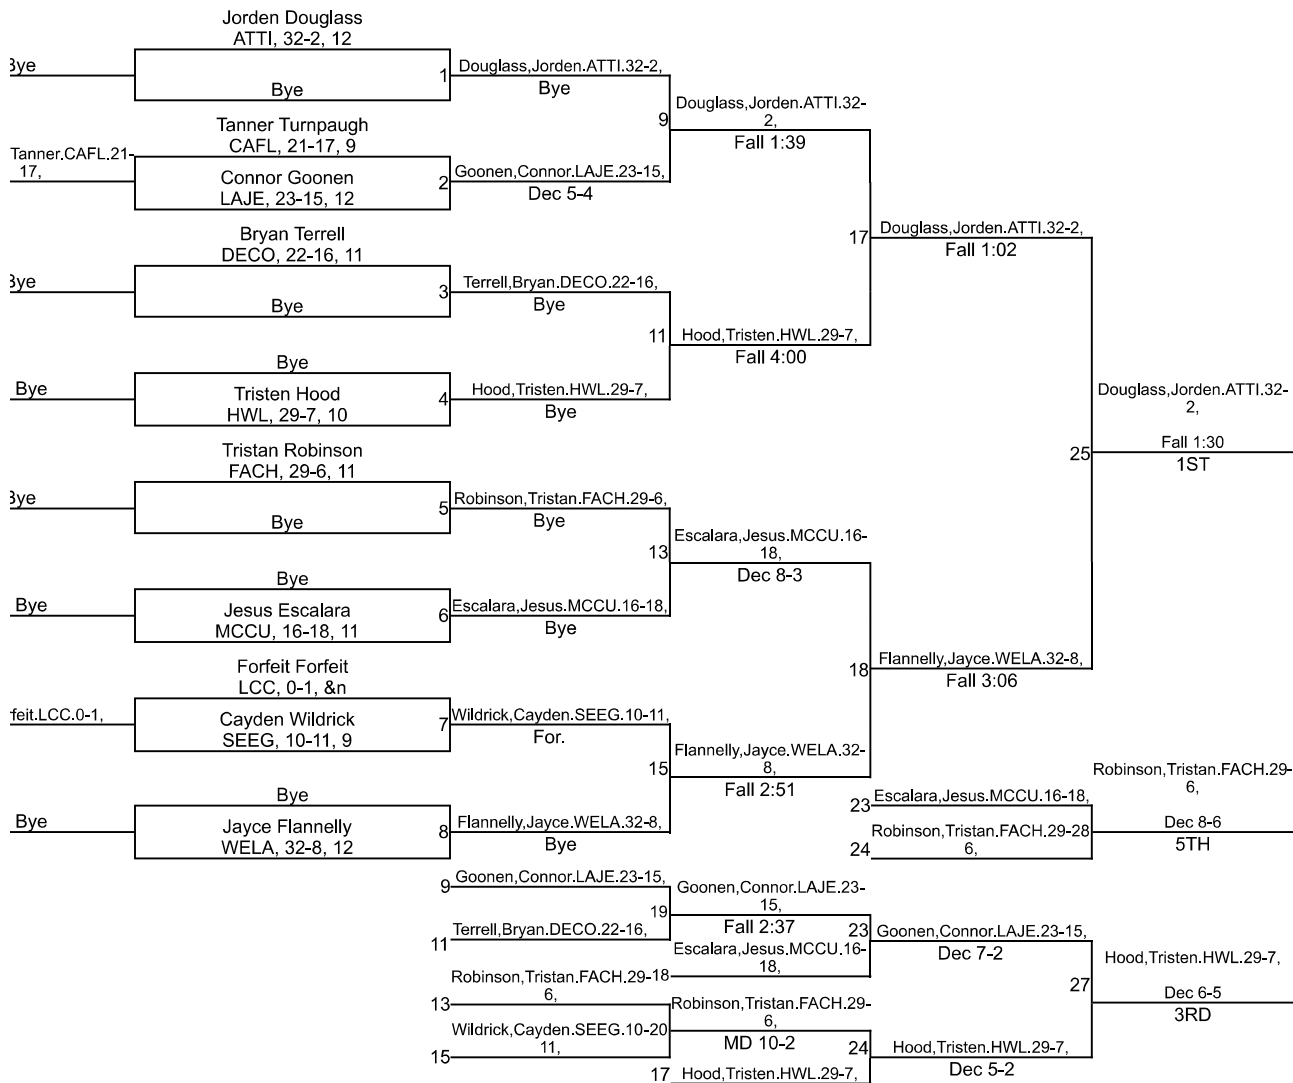 Jorden Douglass
ATTI, 32-2, 12
Bye
Bye
1
Douglass,Jorden.ATTI.32-2,
Bye
Douglass,Jorden.ATTI.32-
2,
9
Fall 1:39
Tanner Turnpaugh
CAFL, 21-17, 9
Tanner.CAFL.21-
17,
Connor Goonen
LAJE, 23-15, 12
2
Goonen,Connor.LAJE.23-15,
Dec 5-4
17
Douglass,Jorden.ATTI.32-2,
Fall 1:02
Bryan Terrell
DECO, 22-16, 11
Bye
Bye
3
Terrell,Bryan.DECO.22-16,
Bye
11
Hood,Tristen.HWL.29-7,
Fall 4:00
Bye
Bye
Tristen Hood
HWL, 29-7, 10
4
Hood,Tristen.HWL.29-7,
Bye
Douglass,Jorden.ATTI.32-
2,
25
Fall 1:30
1ST
Tristan Robinson
FACH, 29-6, 11
Bye
Bye
5
Robinson,Tristan.FACH.29-6,
Bye
13
Escalara,Jesus.MCCU.16-
18,
Dec 8-3
Bye
Bye
Jesus Escalara
MCCU, 16-18, 11
6
Escalara,Jesus.MCCU.16-18,
Bye
18
Flannelly,Jayce.WELA.32-8,
Fall 3:06
Forfeit Forfeit
LCC, 0-1, &n
rfeit.LCC.0-1,
Cayden Wildrick
SEEG, 10-11, 9
7
Wildrick,Cayden.SEEG.10-11,
For.
15
Flannelly,Jayce.WELA.32-
8,
Fall 2:51
Bye
Bye
Jayce Flannelly
WELA, 32-8, 12
8
Flannelly,Jayce.WELA.32-8,
Bye
23
Escalara,Jesus.MCCU.16-18,
24
Robinson,Tristan.FACH.29-28
6,
Robinson,Tristan.FACH.29-
6,
Dec 8-6
5TH
9
Goonen,Connor.LAJE.23-15,
19
Goonen,Connor.LAJE.23-
15,
Fall 2:37
11
Terrell,Bryan.DECO.22-16,
23
Goonen,Connor.LAJE.23-15,
Dec 7-2
Escalara,Jesus.MCCU.16-
18
18,
13
Robinson,Tristan.FACH.29-
6,
27
Hood,Tristen.HWL.29-7,
Dec 6-5
3RD
15
Wildrick,Cayden.SEEG.10-20
11,
Robinson,Tristan.FACH.29-
6,
MD 10-2
24
Hood,Tristen.HWL.29-7,
Dec 5-2
17
Hood,Tristen.HWL.29-7,